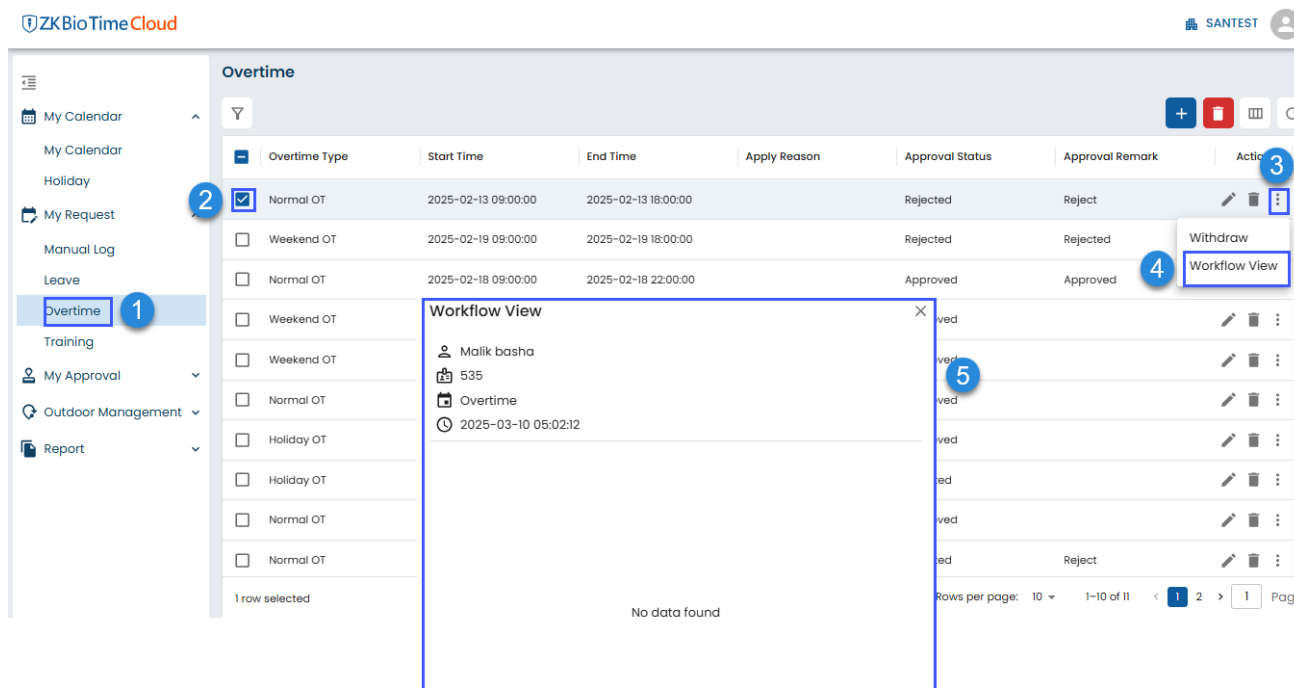 ZKBioTimeCloud
SANTEST
Overtime
My Calendar
My Calendar
Holiday
My Request
Manual Log
Leave
Overtime
Training
My Approval
Outdoor Management
Report
1
Overtime Type Start Time End Time Apply Reason Approval Status Approval Remark
3
2
Normal OT 2025-02-13 09:00:00 2025-02-13 18:00:00 Rejected Reject
Weekend OT 2025-02-19 09:00:00 2025-02-19 18:00:00 Rejected Rejected
Normal OT 2025-02-18 09:00:00 2025-02-18 22:00:00 Approved Approved
Withdraw
4
Workflow View
Weekend OT
Weekend OT
Normal OT
Holiday OT
Holiday OT
Normal OT
Normal OT Reject
Workflow View
Malik basha
535
Overtime
2025-03-10 05:02:12
5
No data found
1 row selected
Rows per page: 10 1-10 of 11 1 2 1